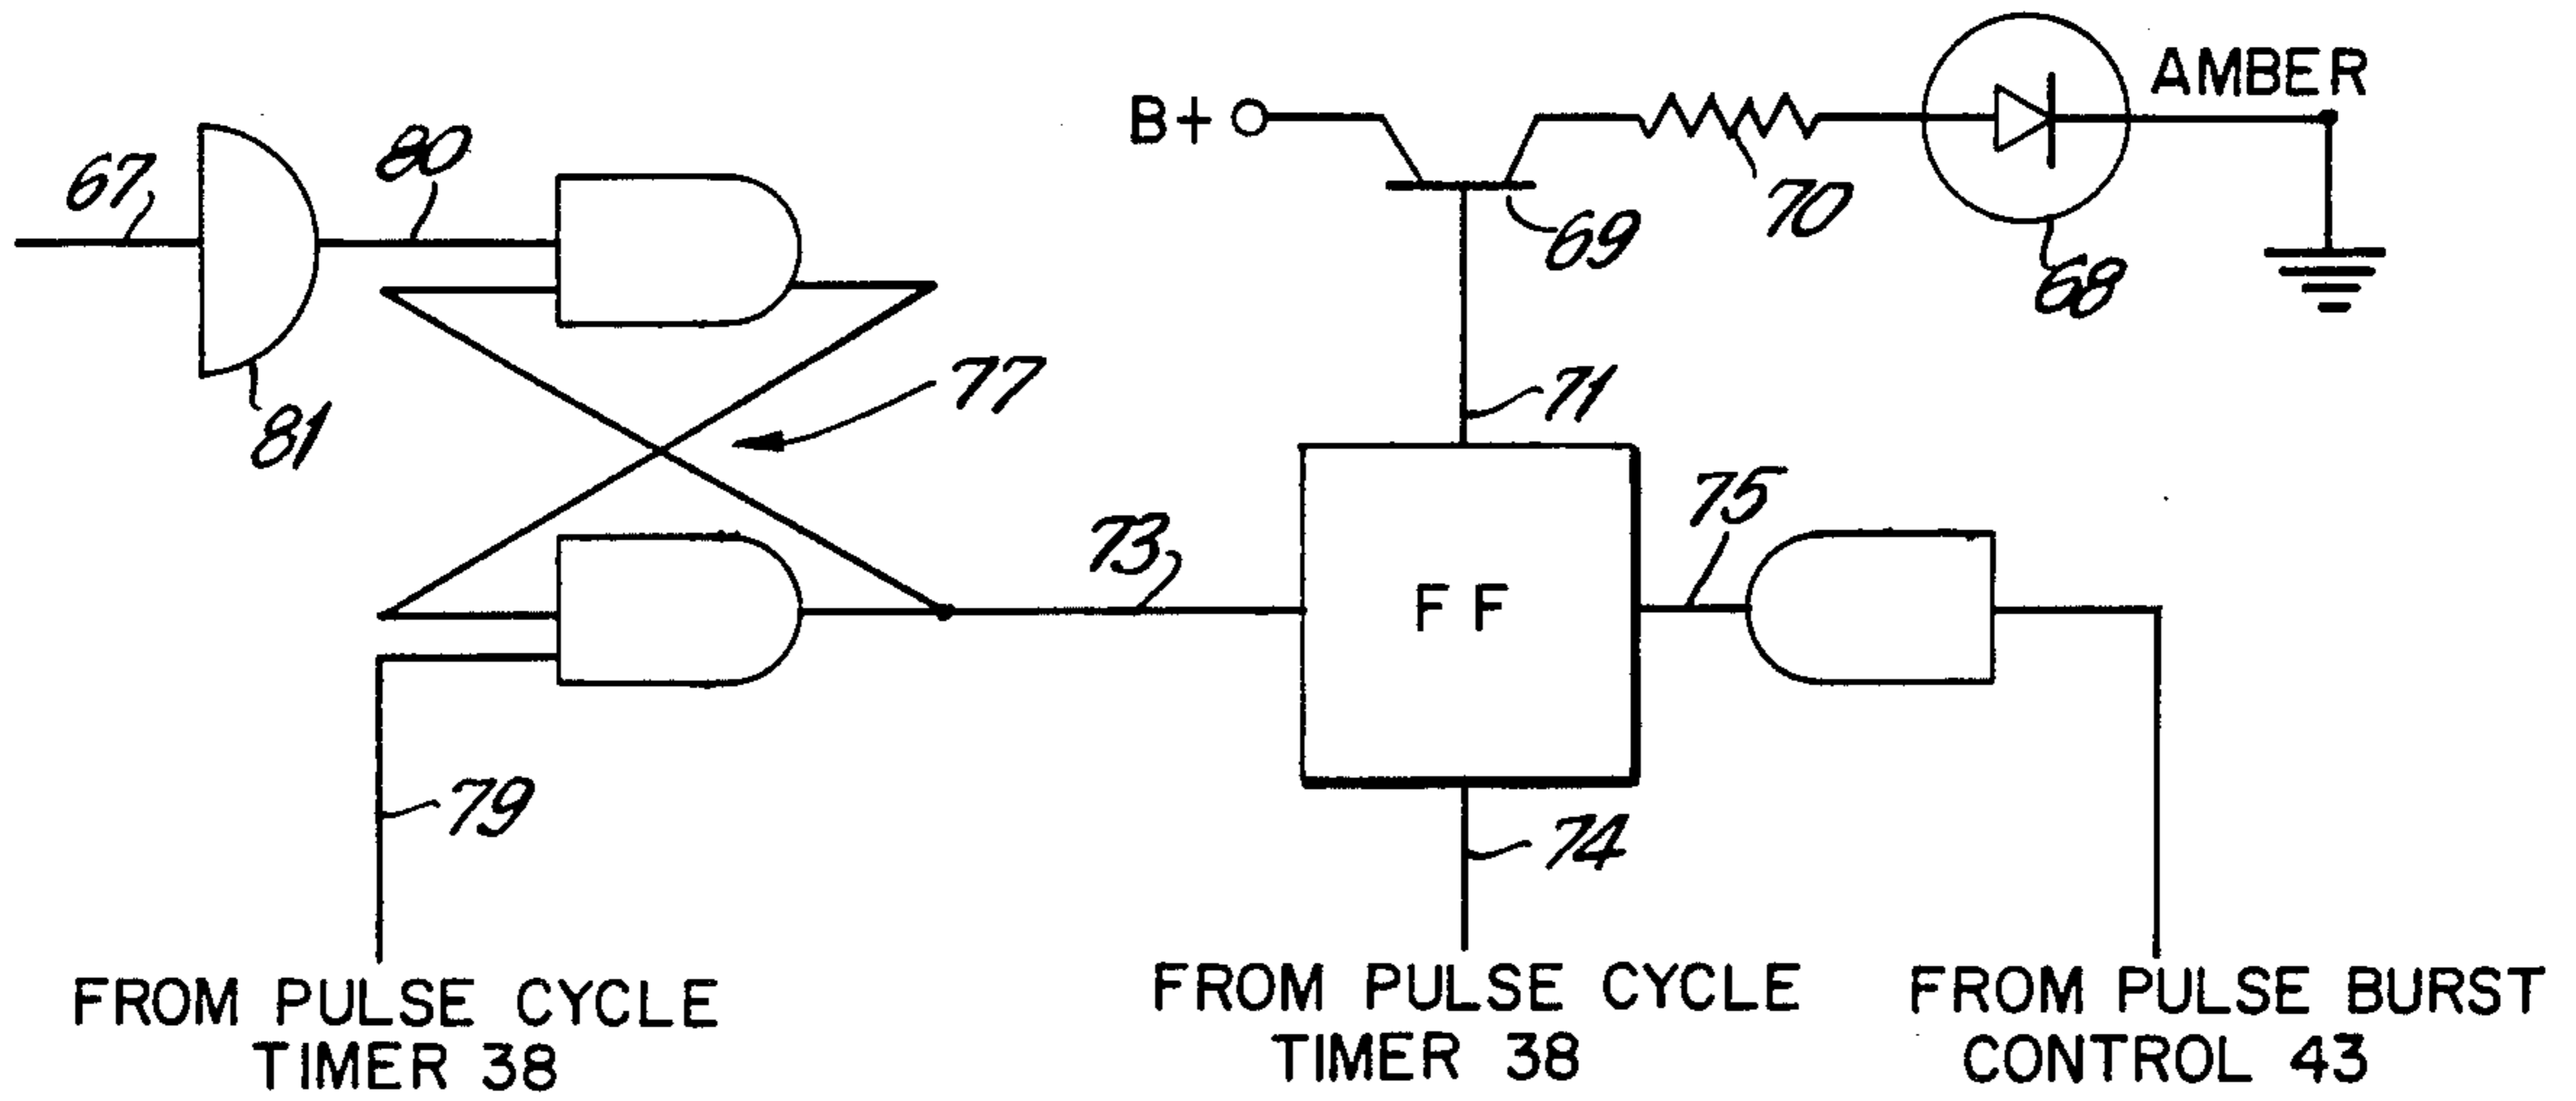 AMBER
B+
67
80
70
69
68
81
77
71
75
73
FF
79
74
FROM PULSE CYCLE
TIMER 38
FROM PULSE CYCLE
TIMER 38
FROM PULSE BURST
CONTROL 43